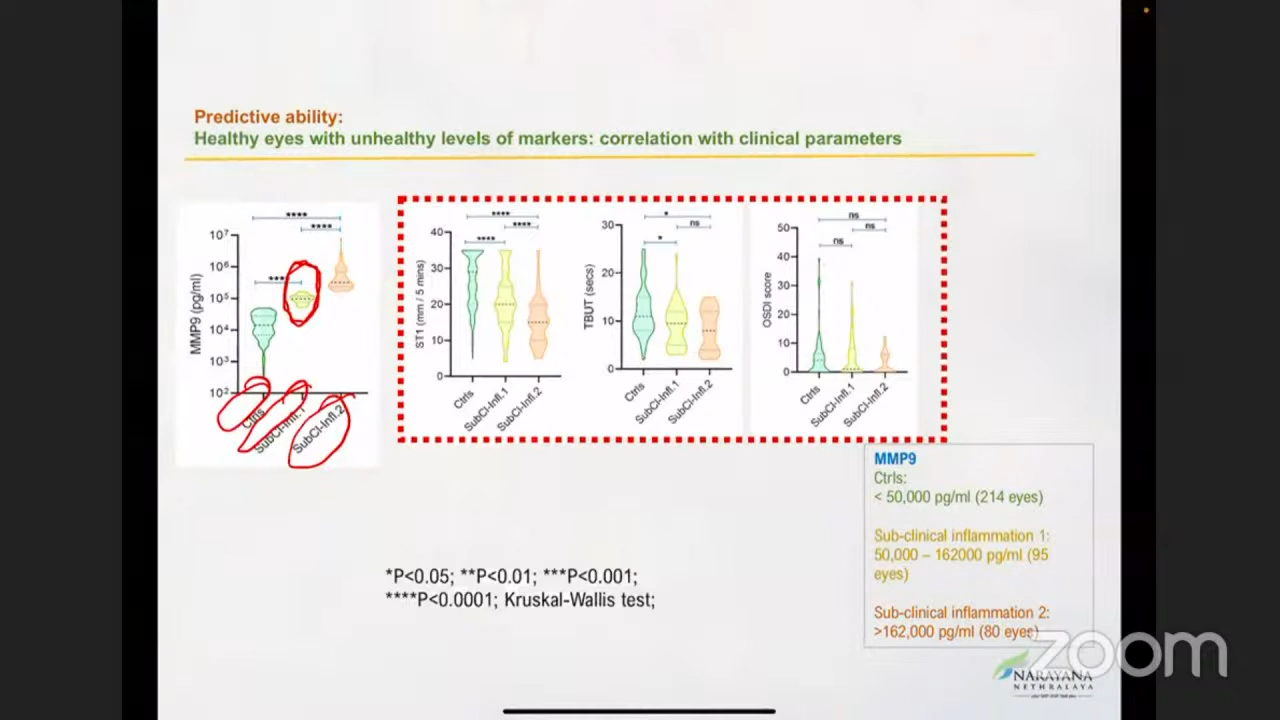 Predictive ability:
Healthy eyes with unhealthy levels of markers: correlation with clinical parameters
****
****
****
10⁷
10⁶
10⁵
10⁴
10³
10²
MMP9 (pg/ml)
Ctrls
SubCl-Infl.1
SubCl-Infl.2
****
****
****
40
30
20
10
0
ST1 (mm / 5 mins)
Ctrls
SubCl-Infl.1
SubCl-Infl.2
*
ns
*
30
20
10
0
TBUT (secs)
Ctrls
SubCl-Infl.1
SubCl-Infl.2
ns
ns
ns
50
40
30
20
10
0
OSDI score
Ctrls
SubCl-Infl.1
SubCl-Infl.2
MMP9
Ctrls:
< 50,000 pg/ml (214 eyes)
Sub-clinical inflammation 1:
50,000 – 162000 pg/ml (95
eyes)
Sub-clinical inflammation 2:
>162,000 pg/ml (80 eyes)
*P<0.05; **P<0.01; ***P<0.001;
****P<0.0001; Kruskal-Wallis test;
zoom
NARAYANA
NETHRALAYA